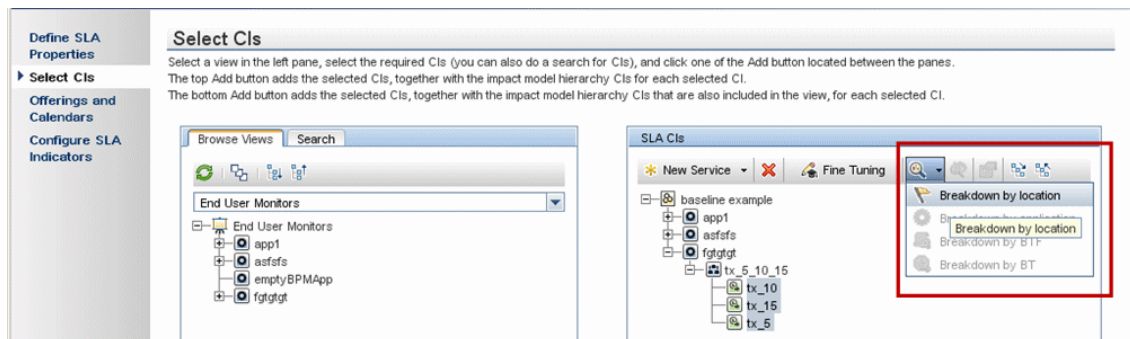 Define SLA
Properties
Select CIs
Offerings and
Calendars
Configure SLA
Indicators
Select CIs
Select a view in the left pane, select the required CIs (you can also do a search for CIs), and click one of the Add button located between the panes.
The top Add button adds the selected CIs, together with the impact model hierarchy CIs for each selected CI.
The bottom Add button adds the selected CIs, together with the impact model hierarchy CIs that are also included in the view, for each selected CI.
Browse Views
Search
End User Monitors
End User Monitors
app1
asfsfs
emptyBPMApp
fgtgtgt
SLA CIs
New Service
Fine Tuning
baseline example
app1
asfsfs
fgtgtgt
tx_5_10_15
tx_10
tx_15
tx_5
Breakdown by location
Breakdown by location
Breakdown by BTF
Breakdown by BT